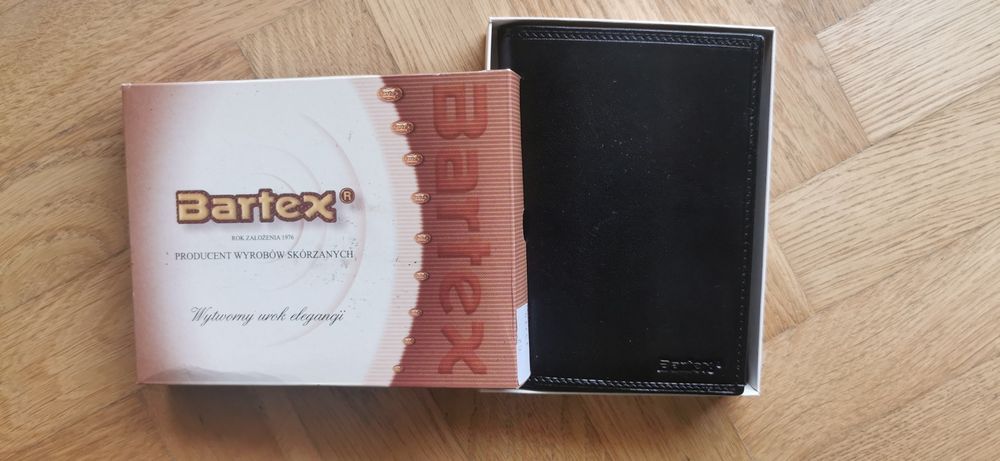 Bartex®
ROK ZAŁOŻENIA 1976
PRODUCENT WYROBÓW SKÓRZANYCH
Wytworny urok elegancji
Bartex
Bartex